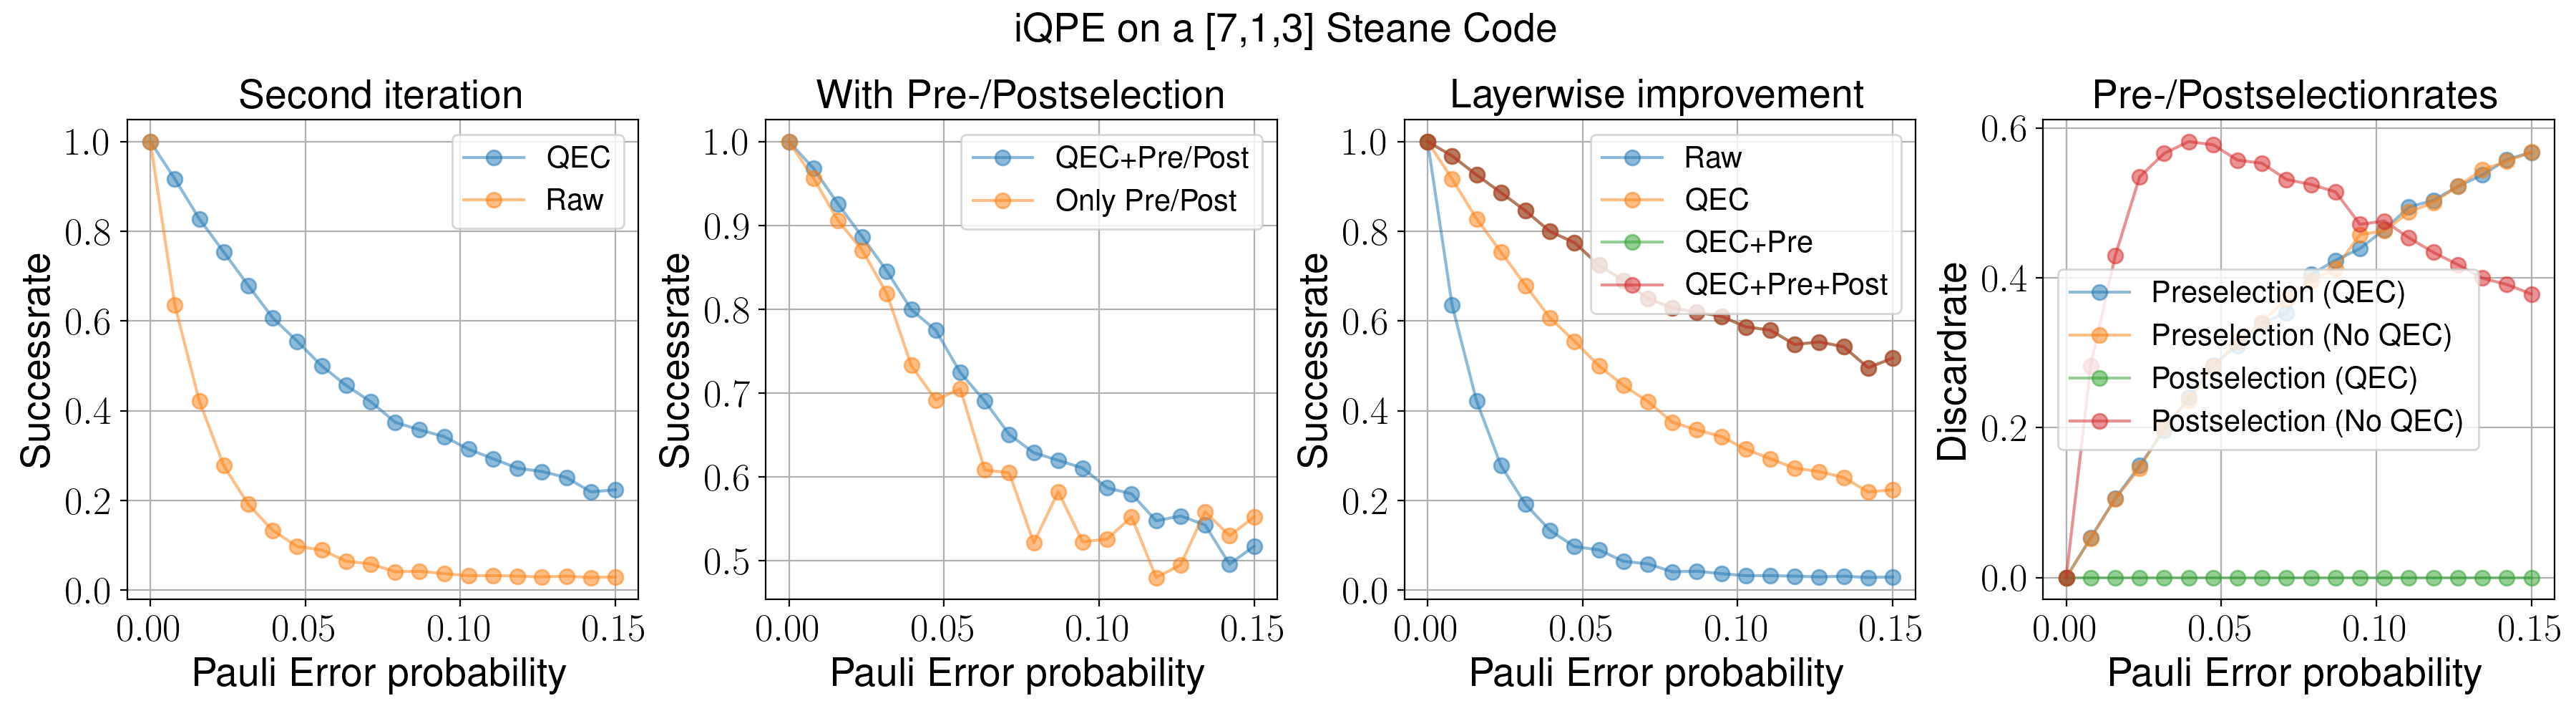 iQPE on a [7,1,3] Steane Code
Second iteration
Successrate
1.0
0.8
0.6
0.4
0.2
0.0
QEC
Raw
0.00 0.05 0.10 0.15
Pauli Error probability
With Pre-/Postselection
Successrate
1.0
0.9
0.8
0.7
0.6
0.5
QEC+Pre/Post
Only Pre/Post
0.00 0.05 0.10 0.15
Pauli Error probability
Layerwise improvement
Successrate
1.0
0.8
0.6
0.4
0.2
0.0
Raw
QEC
QEC+Pre
QEC+Pre+Post
0.00 0.05 0.10 0.15
Pauli Error probability
Pre-/Postselectionrates
Discardrate
0.6
0.4
0.2
0.0
Preselection (QEC)
Preselection (No QEC)
Postselection (QEC)
Postselection (No QEC)
0.00 0.05 0.10 0.15
Pauli Error probability